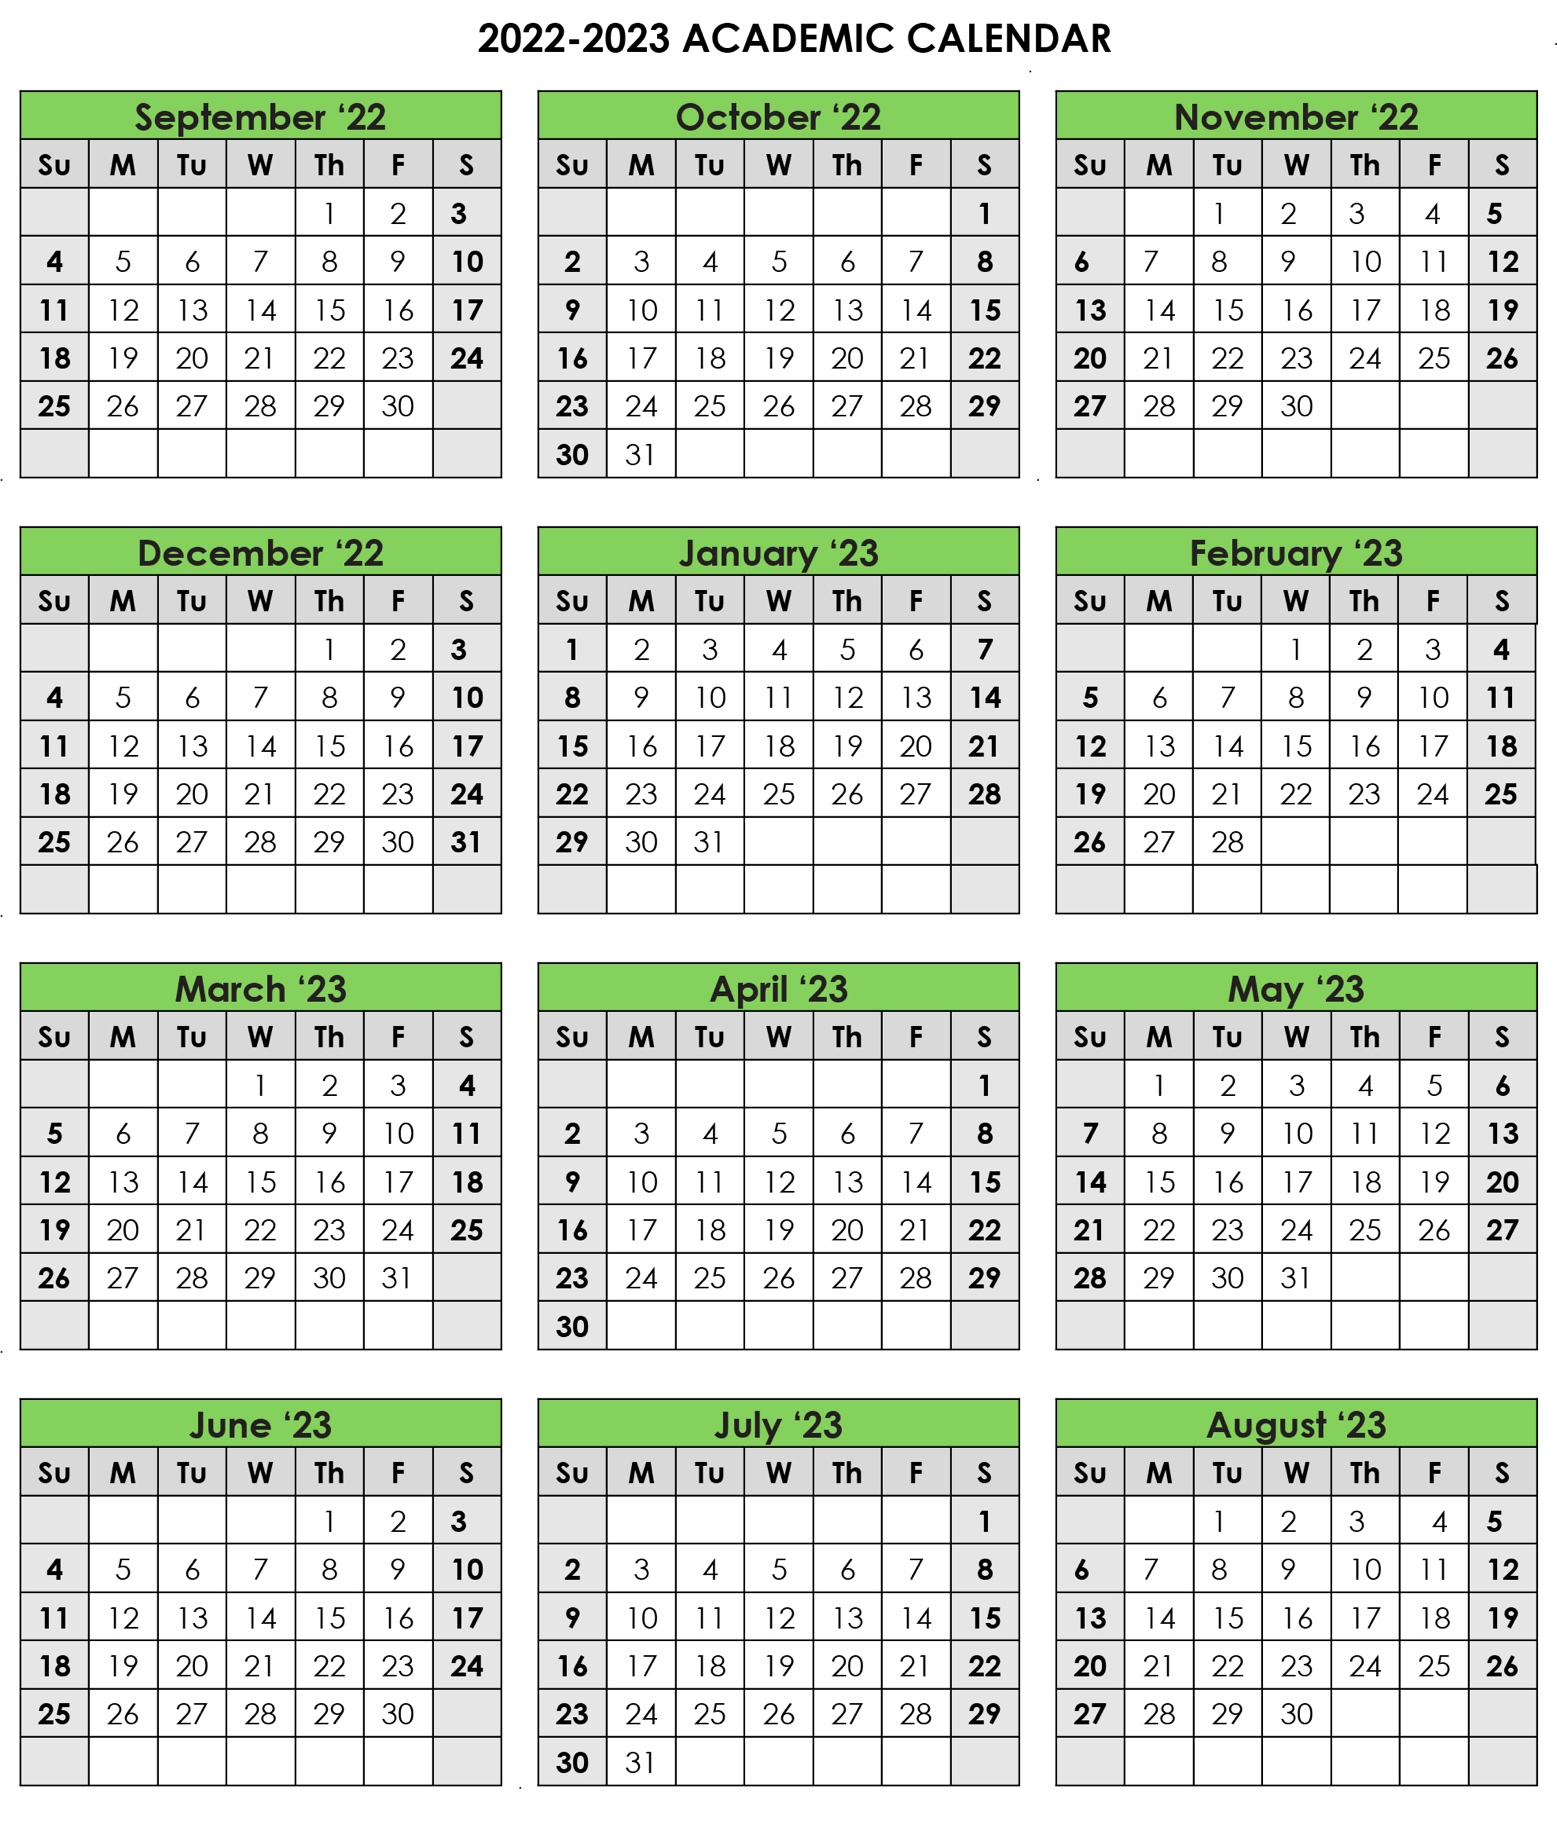 2022-2023 ACADEMIC CALENDAR
September ‘22
Su M Tu W Th F S
1 2 3
4 5 6 7 8 9 10
11 12 13 14 15 16 17
18 19 20 21 22 23 24
25 26 27 28 29 30
October ‘22
Su M Tu W Th F S
1
2 3 4 5 6 7 8
9 10 11 12 13 14 15
16 17 18 19 20 21 22
23 24 25 26 27 28 29
30 31
November ‘22
Su M Tu W Th F S
1 2 3 4 5
6 7 8 9 10 11 12
13 14 15 16 17 18 19
20 21 22 23 24 25 26
27 28 29 30
December ‘22
Su M Tu W Th F S
1 2 3
4 5 6 7 8 9 10
11 12 13 14 15 16 17
18 19 20 21 22 23 24
25 26 27 28 29 30 31
January ‘23
Su M Tu W Th F S
1 2 3 4 5 6 7
8 9 10 11 12 13 14
15 16 17 18 19 20 21
22 23 24 25 26 27 28
29 30 31
February ‘23
Su M Tu W Th F S
1 2 3 4
5 6 7 8 9 10 11
12 13 14 15 16 17 18
19 20 21 22 23 24 25
26 27 28
March ‘23
Su M Tu W Th F S
1 2 3 4
5 6 7 8 9 10 11
12 13 14 15 16 17 18
19 20 21 22 23 24 25
26 27 28 29 30 31
April ‘23
Su M Tu W Th F S
1
2 3 4 5 6 7 8
9 10 11 12 13 14 15
16 17 18 19 20 21 22
23 24 25 26 27 28 29
30
May ‘23
Su M Tu W Th F S
1 2 3 4 5 6
7 8 9 10 11 12 13
14 15 16 17 18 19 20
21 22 23 24 25 26 27
28 29 30 31
June ‘23
Su M Tu W Th F S
1 2 3
4 5 6 7 8 9 10
11 12 13 14 15 16 17
18 19 20 21 22 23 24
25 26 27 28 29 30
July ‘23
Su M Tu W Th F S
1
2 3 4 5 6 7 8
9 10 11 12 13 14 15
16 17 18 19 20 21 22
23 24 25 26 27 28 29
30 31
August ‘23
Su M Tu W Th F S
1 2 3 4 5
6 7 8 9 10 11 12
13 14 15 16 17 18 19
20 21 22 23 24 25 26
27 28 29 30